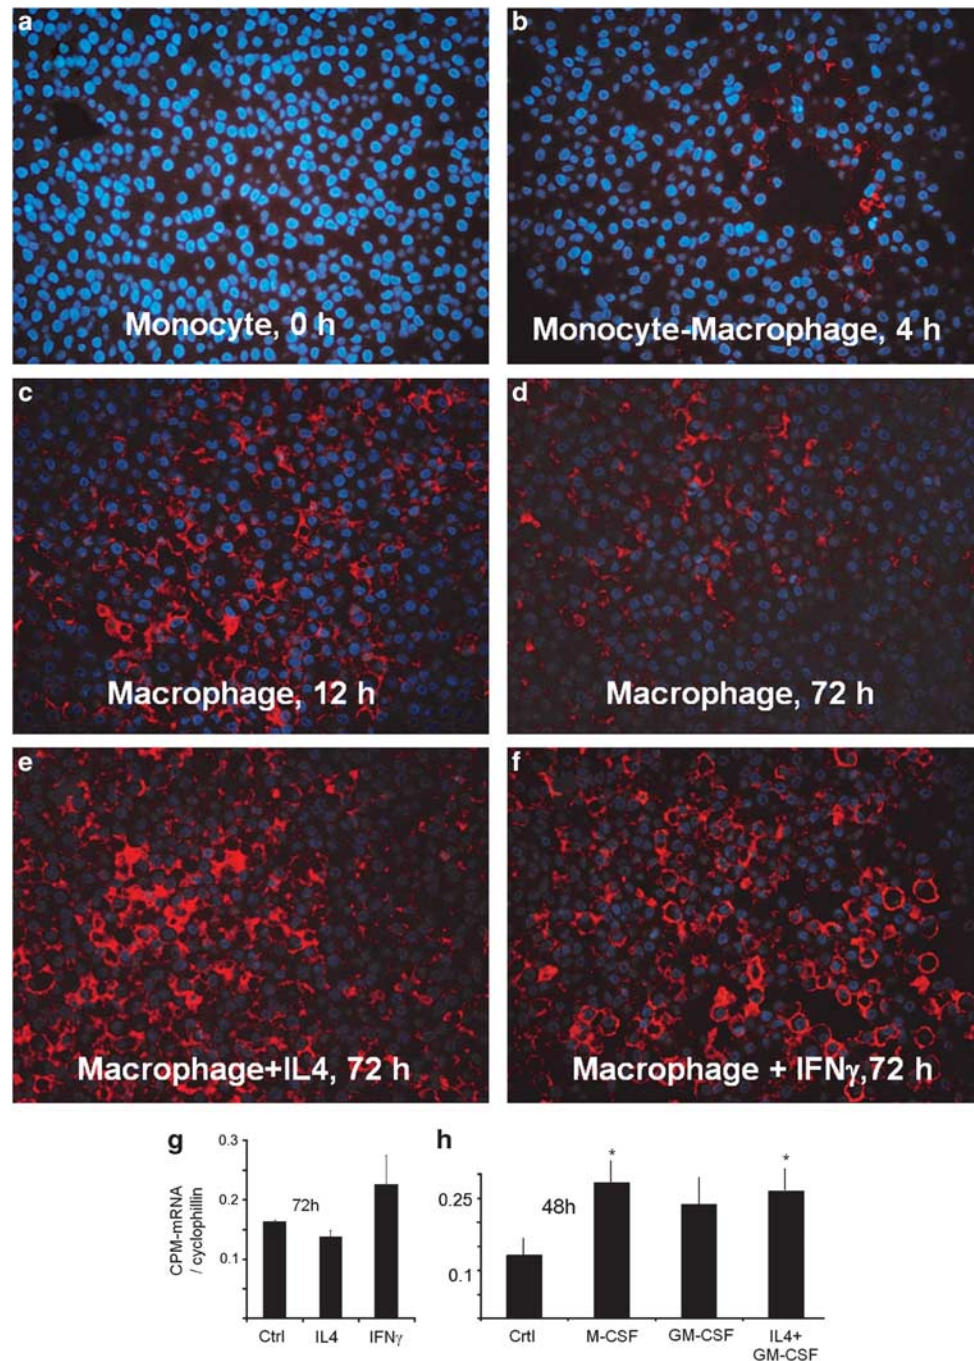 a
Monocyte, 0 h
b
Monocyte-Macrophage, 4 h
c
Macrophage, 12 h
d
Macrophage, 72 h
e
Macrophage+IL4, 72 h
f
Macrophage + IFNγ,72 h
g
CPM-mRNA
/ cyclophillin
0.3
0.2
0.1
72h
Ctrl IL4 IFNγ
h
0.25
0.1
48h
*
*
Crtl M-CSF GM-CSF IL4+
GM-CSF